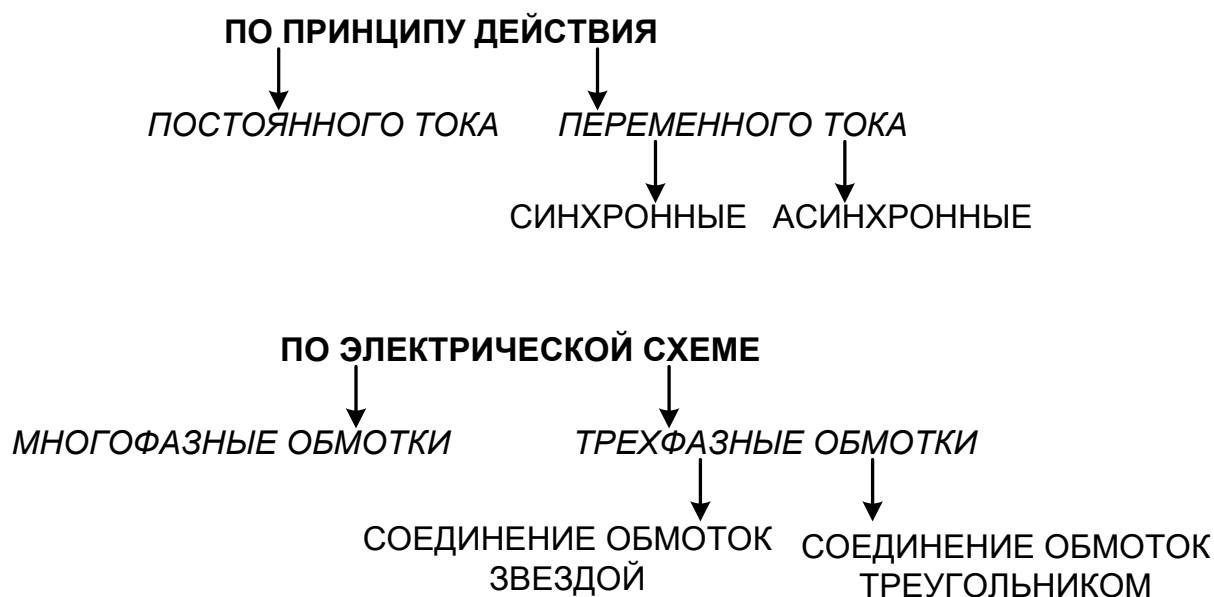 ПО ПРИНЦИПУ ДЕЙСТВИЯ
ПОСТОЯННОГО ТОКА ПЕРЕМЕННОГО ТОКА
СИНХРОННЫЕ АСИНХРОННЫЕ
ПО ЭЛЕКТРИЧЕСКОЙ СХЕМЕ
МНОГОФАЗНЫЕ ОБМОТКИ ТРЕХФАЗНЫЕ ОБМОТКИ
СОЕДИНЕНИЕ ОБМОТОК
ЗВЕЗДОЙ
СОЕДИНЕНИЕ ОБМОТОК
ТРЕУГОЛЬНИКОМ